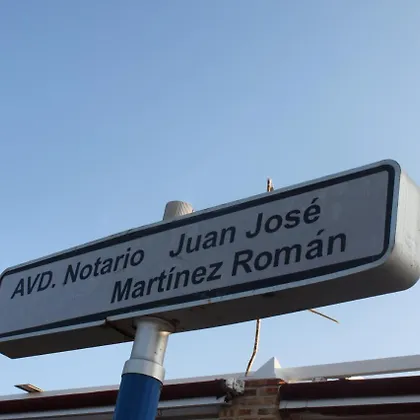 AVD. Notario Juan José
Martínez Román